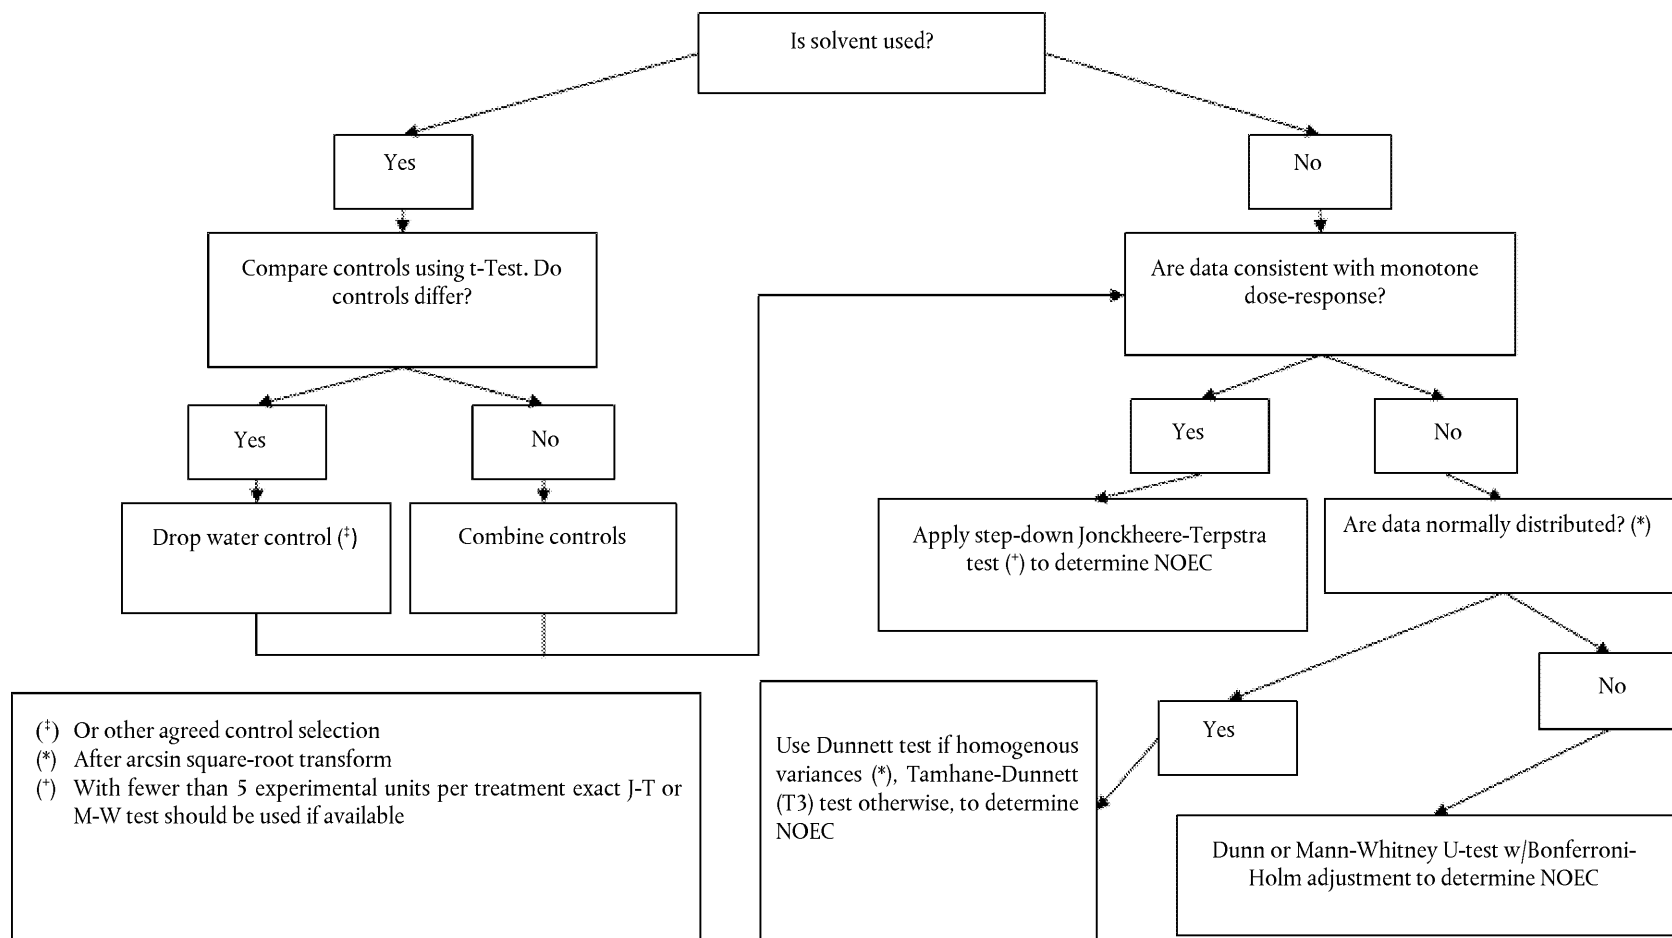 Is solvent used?
Yes
No
Compare controls using t-Test. Do
controls differ?
Are data consistent with monotone
dose-response?
Yes
No
Yes
No
Drop water control (‡)
Combine controls
Apply step-down Jonckheere-Terpstra
test (+) to determine NOEC
Are data normally distributed? (*)
No
Yes
(‡) Or other agreed control selection
(*) After arcsin square-root transform
(+) With fewer than 5 experimental units per treatment exact J-T or
M-W test should be used if available
Use Dunnett test if homogenous
variances (*), Tamhane-Dunnett
(T3) test otherwise, to determine
NOEC
Dunn or Mann-Whitney U-test w/Bonferroni-
Holm adjustment to determine NOEC